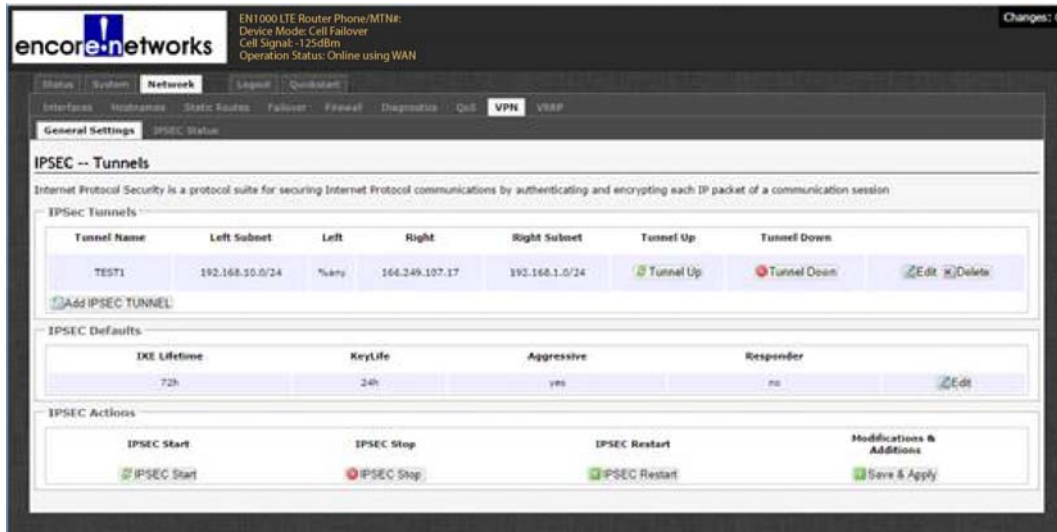 encore networks
EN1000 LTE Router Phone/MTN#:
Device Mode: Cell Failover
Cell Signal: -125dBm
Operation Status: Online using WAN
Changes:
Status System Network Logout Quickstart
Interfaces Hostnames Static Routes Failover Firewall Diagnostics QoS VPN VRRP
General Settings IPSEC Status
IPSEC -- Tunnels
Internet Protocol Security is a protocol suite for securing Internet Protocol communications by authenticating and encrypting each IP packet of a communication session
IPSec Tunnels
Tunnel Name Left Subnet Left Right Right Subnet Tunnel Up Tunnel Down
TEST1 192.168.10.0/24 %any 166.249.107.17 192.168.1.0/24 Tunnel Up Tunnel Down Edit Delete
Add IPSEC TUNNEL
IPSEC Defaults
IKE Lifetime KeyLife Aggressive Responder
72h 24h yes no Edit
IPSEC Actions
IPSEC Start IPSEC Stop IPSEC Restart Modifications & Additions
IPSEC Start IPSEC Stop IPSEC Restart Save & Apply